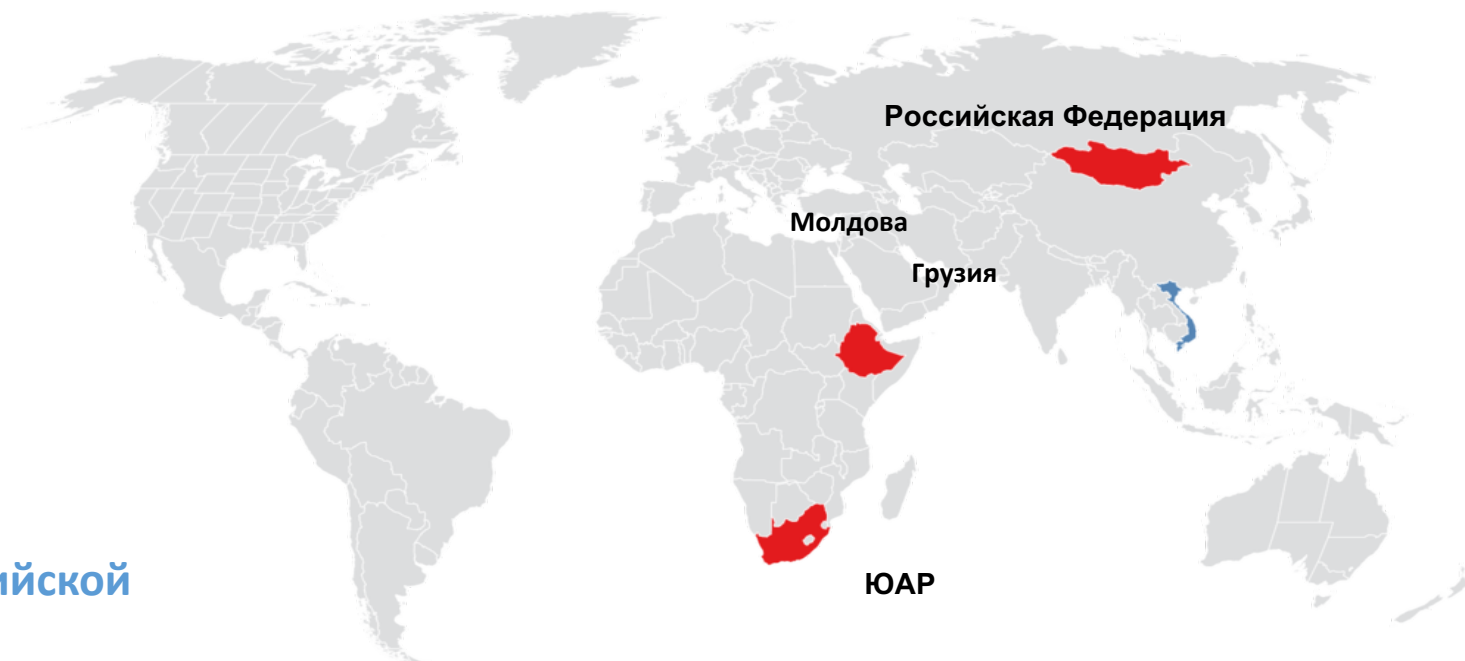 Российская Федерация
Молдова
Грузия
ийской
ЮАР